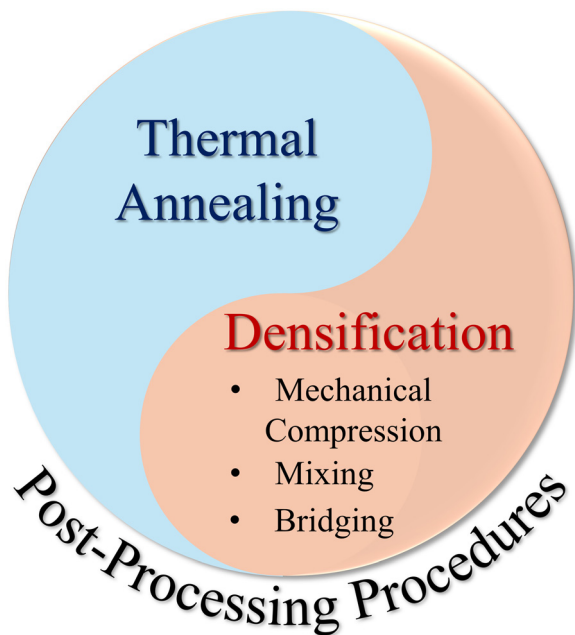 Thermal
Annealing
Densification
• Mechanical
Compression
• Mixing
• Bridging
Post-Processing Procedures